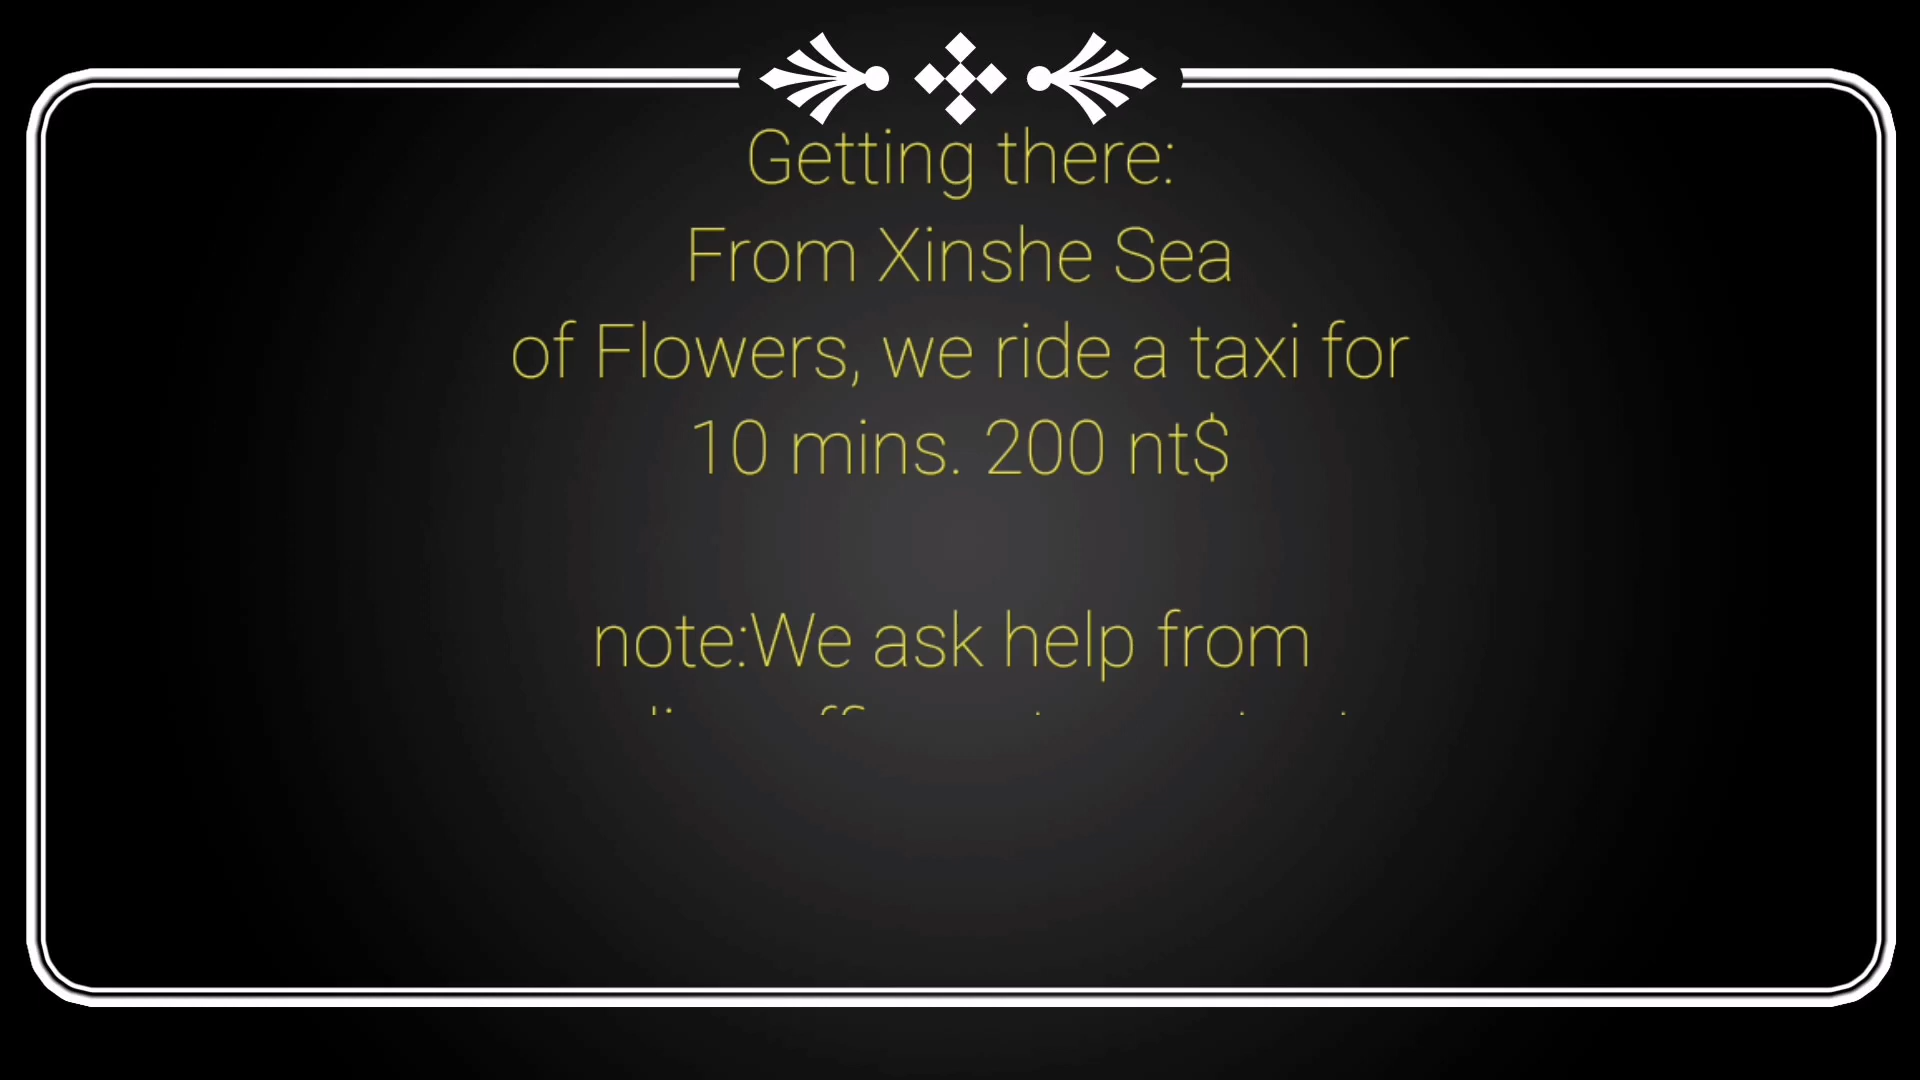 Getting there:
From Xinshe Sea
of Flowers, we ride a taxi for
10 mins. 200 nt$
note:We ask help from